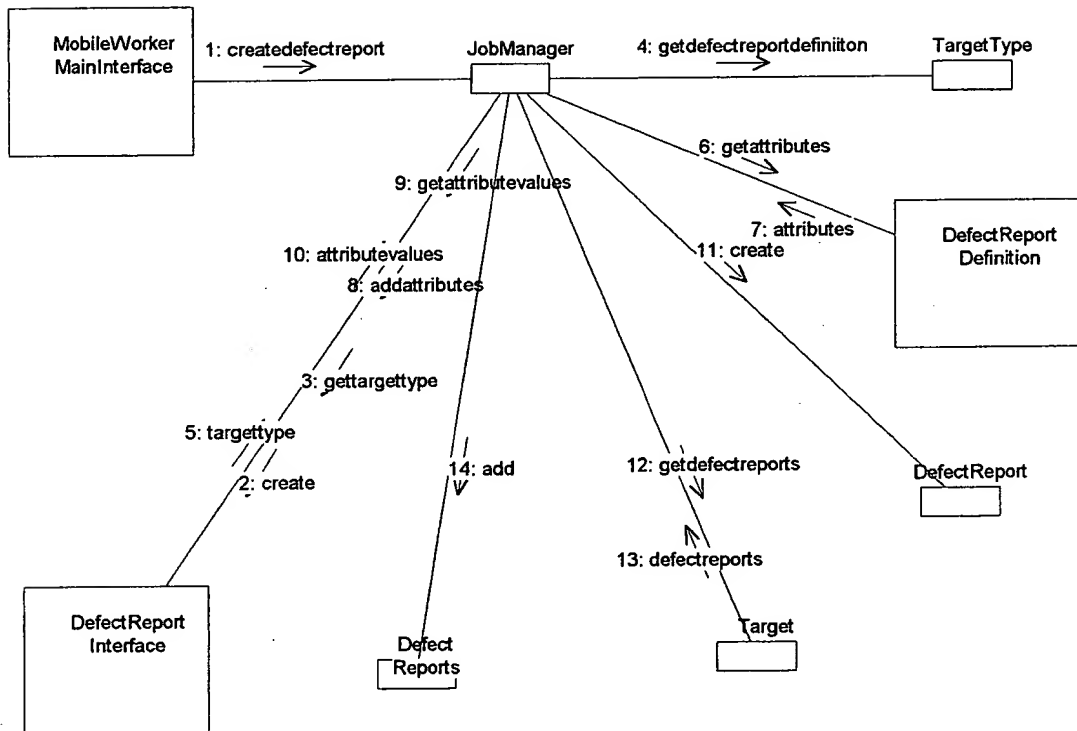 MobileWorker
MainInterface
1: createdefectreport
JobManager
4: getdefectreportdefiniiton
TargetType
6: getattributes
9: getattributevalues
7: attributes
DefectReport
Definition
10: attributevalues
11: create
8: addattributes
3: gettargettype
5: targettype
2: create
14: add
12: getdefectreports
DefectReport
13: defectreports
DefectReport
Interface
Defect
Reports
Target